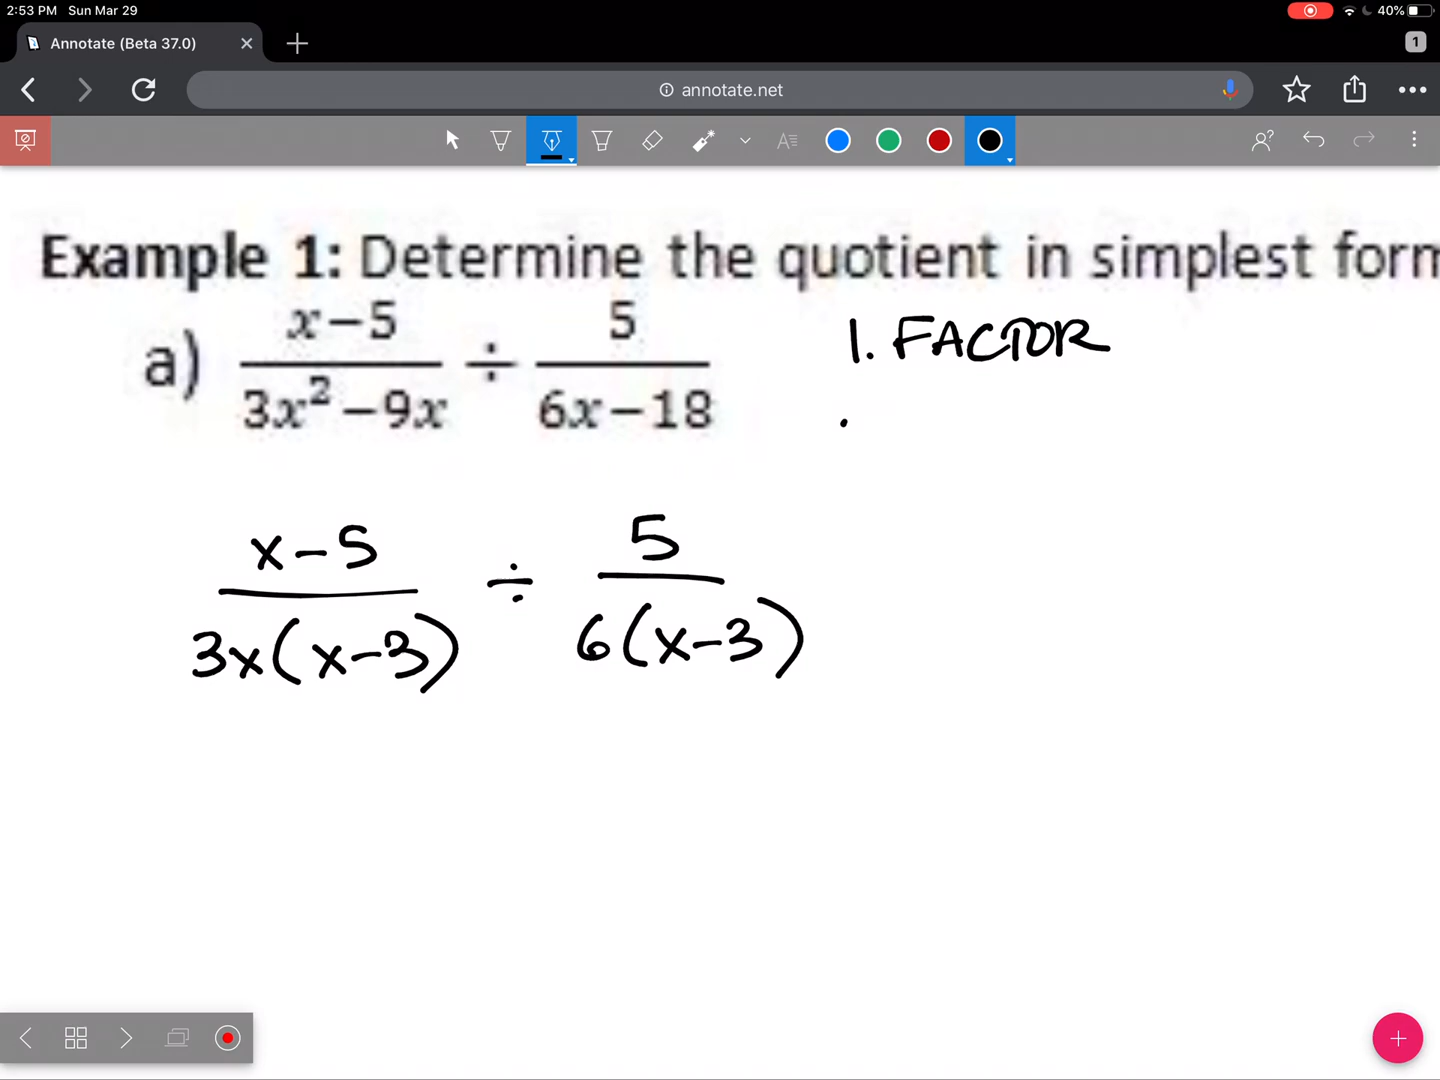 2:53 PM Sun Mar 29
40%
Annotate (Beta 37.0)
1
annotate.net
Example 1: Determine the quotient in simplest form
a) x-5 / 3x² - 9x ÷ 5 / 6x - 18
1. FACTOR
x - 5 / 3x(x-3) ÷ 5 / 6(x-3)